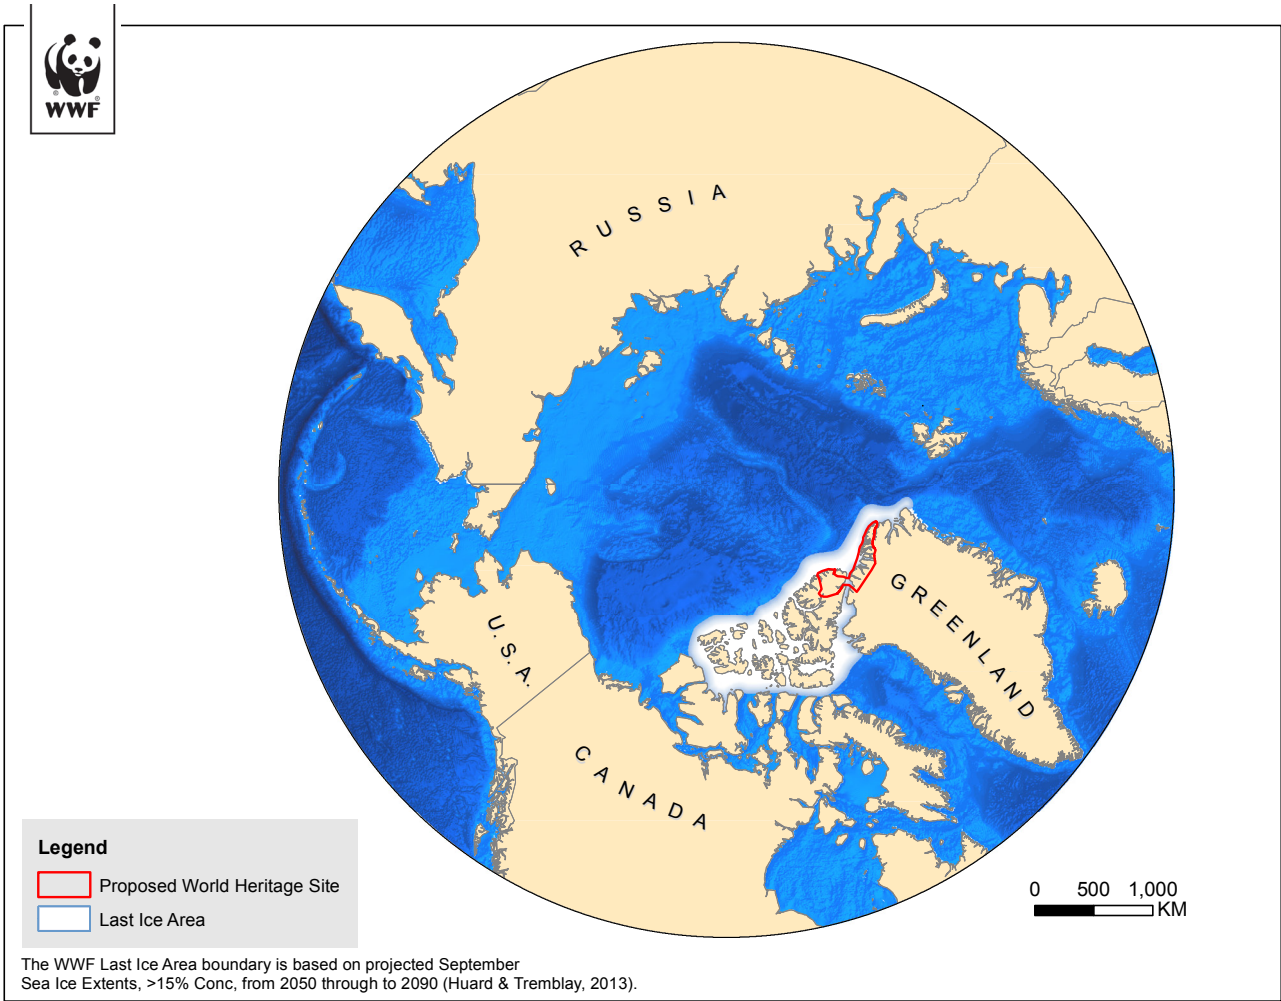 WWF
RUSSIA
GREENLAND
U.S.A.
CANADA
Legend
Proposed World Heritage Site
Last Ice Area
0 500 1,000
KM
The WWF Last Ice Area boundary is based on projected September
Sea Ice Extents, >15% Conc, from 2050 through to 2090 (Huard & Tremblay, 2013).